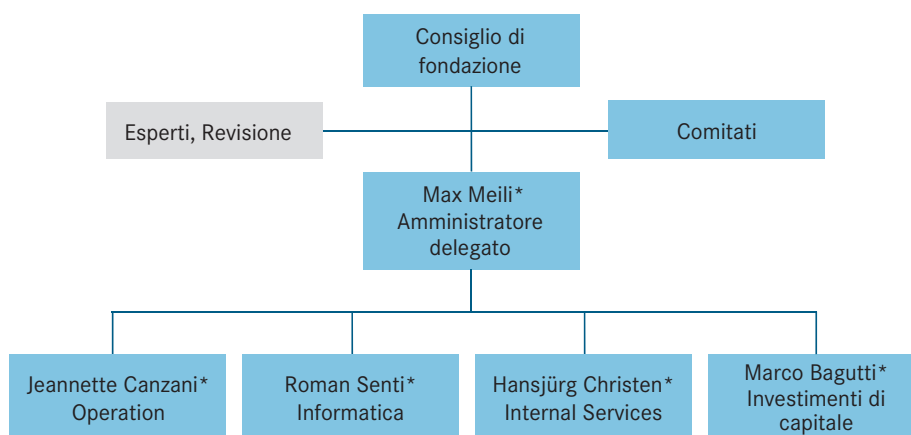 Consiglio di
fondazione
Esperti, Revisione
Comitati
Max Meili*
Amministratore
delegato
Jeannette Canzani*
Operation
Roman Senti*
Informatica
Hansjürg Christen*
Internal Services
Marco Bagutti*
Investimenti di
capitale